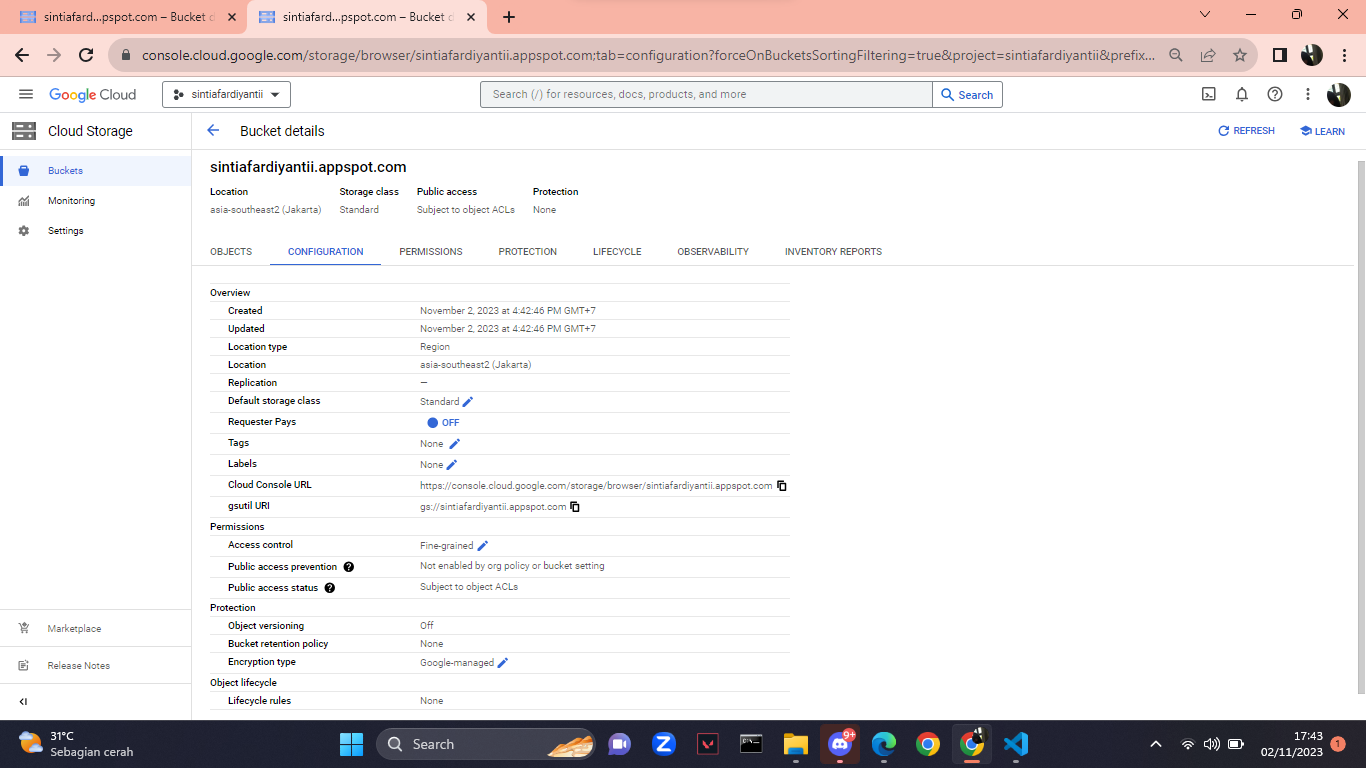 sintiafard...pspot.com – Bucket d
sintiafard...pspot.com – Bucket d
console.cloud.google.com/storage/browser/sintiafardiyantii.appspot.com;tab=configuration?forceOnBucketsSortingFiltering=true&project=sintiafardiyantii&prefix...
Google Cloud
sintiafardiyantii
Search (/) for resources, docs, products, and more
Search
Cloud Storage
Bucket details
REFRESH
LEARN
Buckets
Monitoring
Settings
Marketplace
Release Notes
sintiafardiyantii.appspot.com
Location Storage class Public access Protection
asia-southeast2 (Jakarta) Standard Subject to object ACLs None
OBJECTS CONFIGURATION PERMISSIONS PROTECTION LIFECYCLE OBSERVABILITY INVENTORY REPORTS
Overview
Created November 2, 2023 at 4:42:46 PM GMT+7
Updated November 2, 2023 at 4:42:46 PM GMT+7
Location type Region
Location asia-southeast2 (Jakarta)
Replication —
Default storage class Standard
Requester Pays OFF
Tags None
Labels None
Cloud Console URL https://console.cloud.google.com/storage/browser/sintiafardiyantii.appspot.com
gsutil URI gs://sintiafardiyantii.appspot.com
Permissions
Access control Fine-grained
Public access prevention Not enabled by org policy or bucket setting
Public access status Subject to object ACLs
Protection
Object versioning Off
Bucket retention policy None
Encryption type Google-managed
Object lifecycle
Lifecycle rules None
31°C
Sebagian cerah
Search
9+
17:43
02/11/2023
1